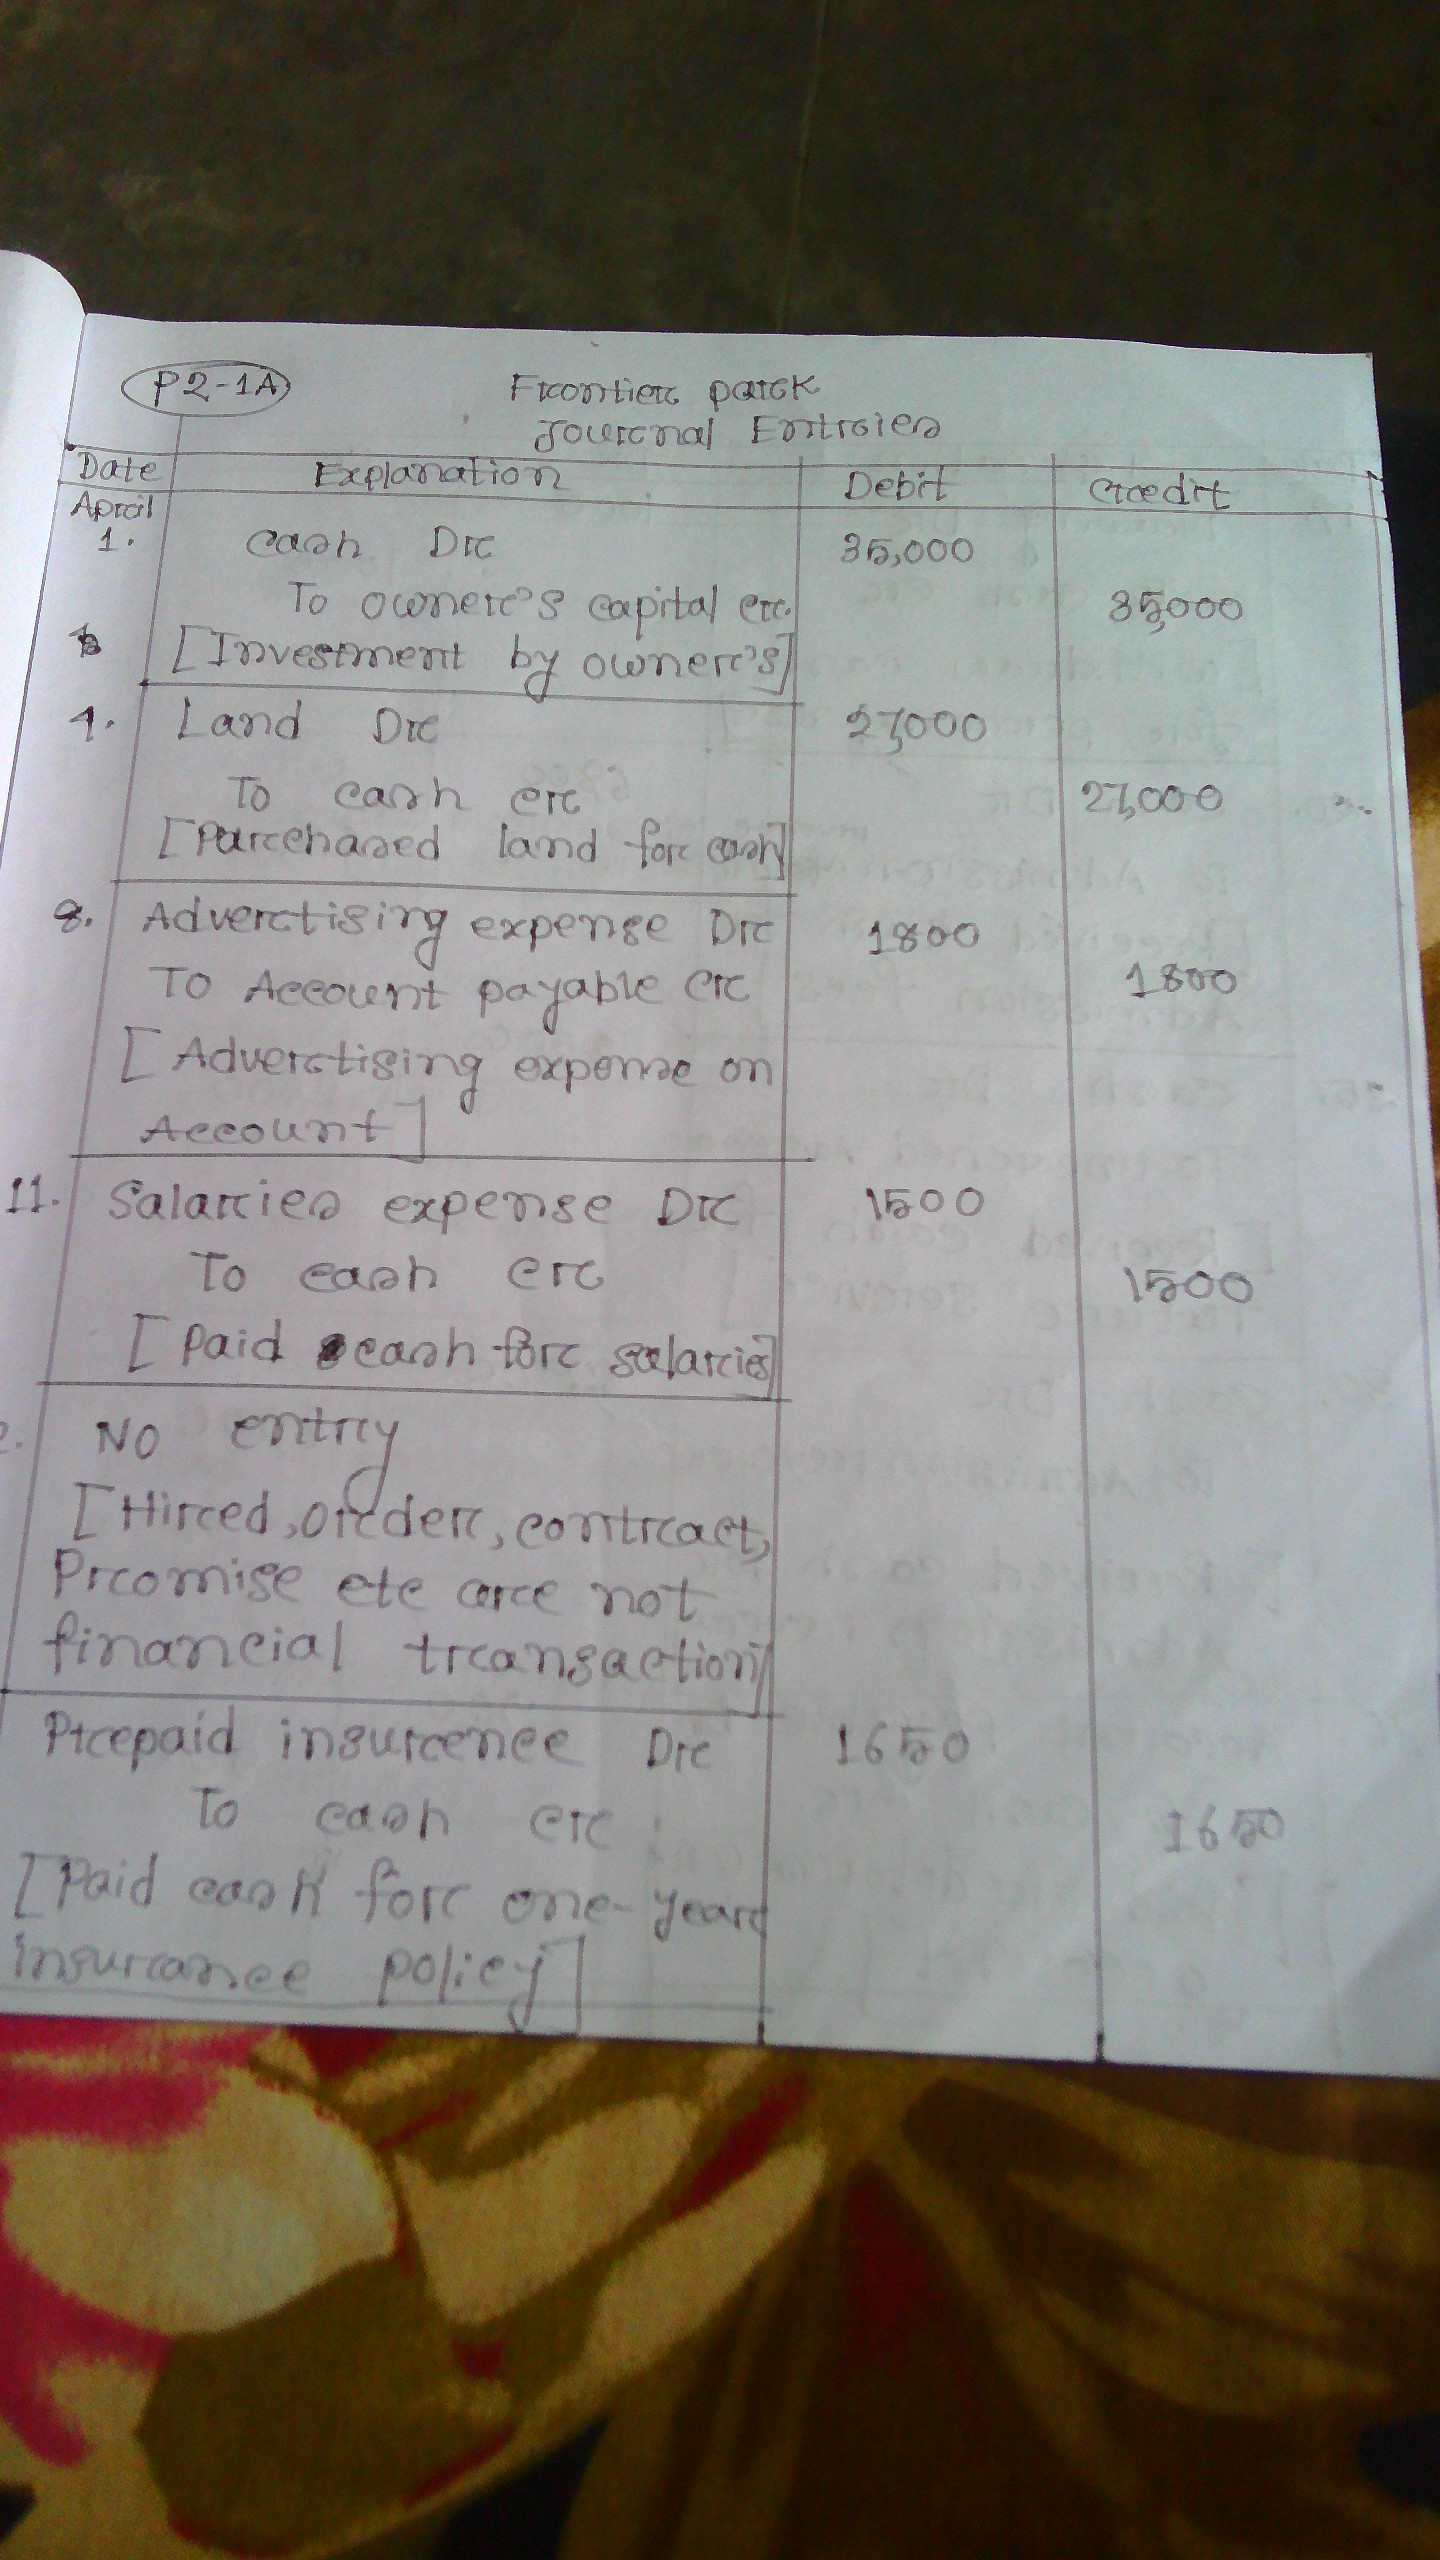 P2-1A Frontier park
Journal Entries
Date Explanation Debit Credit
April
1. Cash Dr 35,000
To owner's capital cr. 35,000
[Investment by owner's]
4. Land Dr 27,000
To cash cr 27,000
[Purchased land for cash]
8. Advertising expense Dr 1800
To Account payable cr 1800
[Advertising expense on
Account]
11. Salaries expense Dr 1500
To cash cr 1500
[Paid cash for salaries]
No entry
[Hired, order, contract,
Promise etc are not
financial transaction]
Prepaid insurence Dr 1650
To cash cr 1650
[Paid cash for one-year
insurance policy]